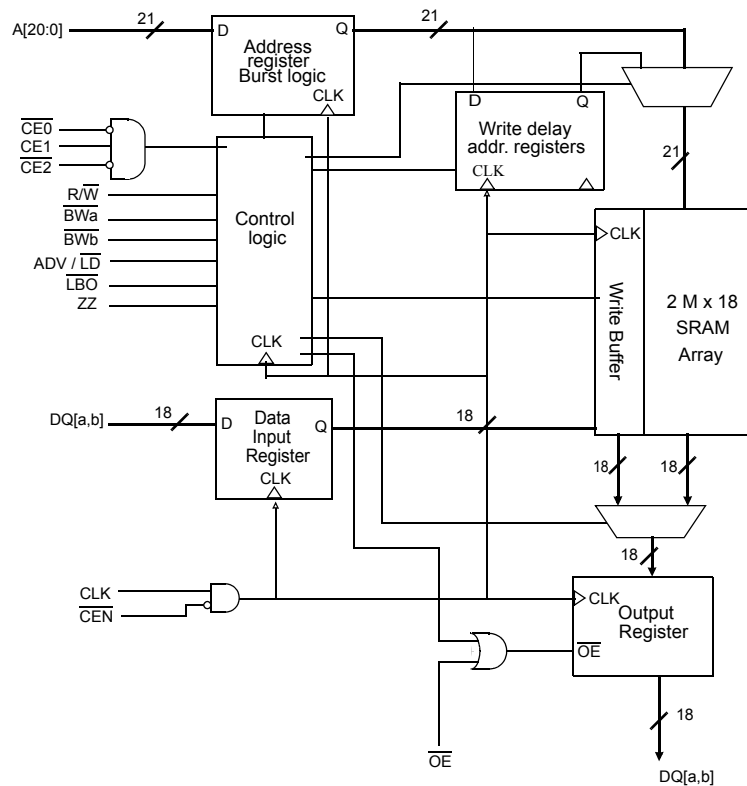 A[20:0]
21
D
Q
Address
register
Burst logic
CLK
21
D
Q
Write delay
addr. registers
CLK
21
CE0
CE1
CE2
R/W
BWa
BWb
ADV / LD
LBO
ZZ
Control
logic
CLK
CLK
Write Buffer
2 M x 18
SRAM
Array
DQ[a,b]
18
D
Data
Input
Register
Q
CLK
18
18
18
18
CLK
CEN
CLK
Output
Register
OE
OE
18
DQ[a,b]